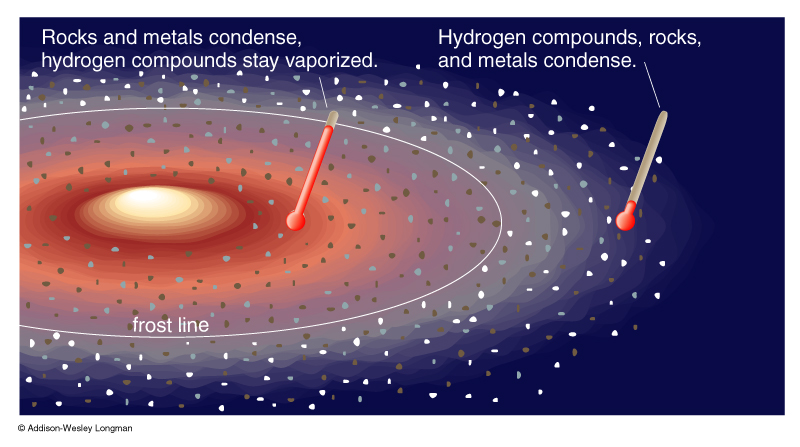 Rocks and metals condense,
hydrogen compounds stay vaporized.
Hydrogen compounds, rocks,
and metals condense.
frost line
© Addison-Wesley Longman